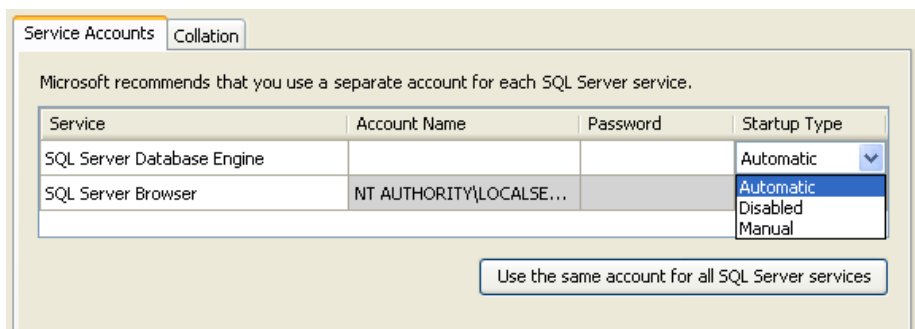 Service Accounts Collation
Microsoft recommends that you use a separate account for each SQL Server service.
Service Account Name Password Startup Type
SQL Server Database Engine Automatic
SQL Server Browser NT AUTHORITY\LOCALSE... Automatic
Disabled
Manual
Use the same account for all SQL Server services